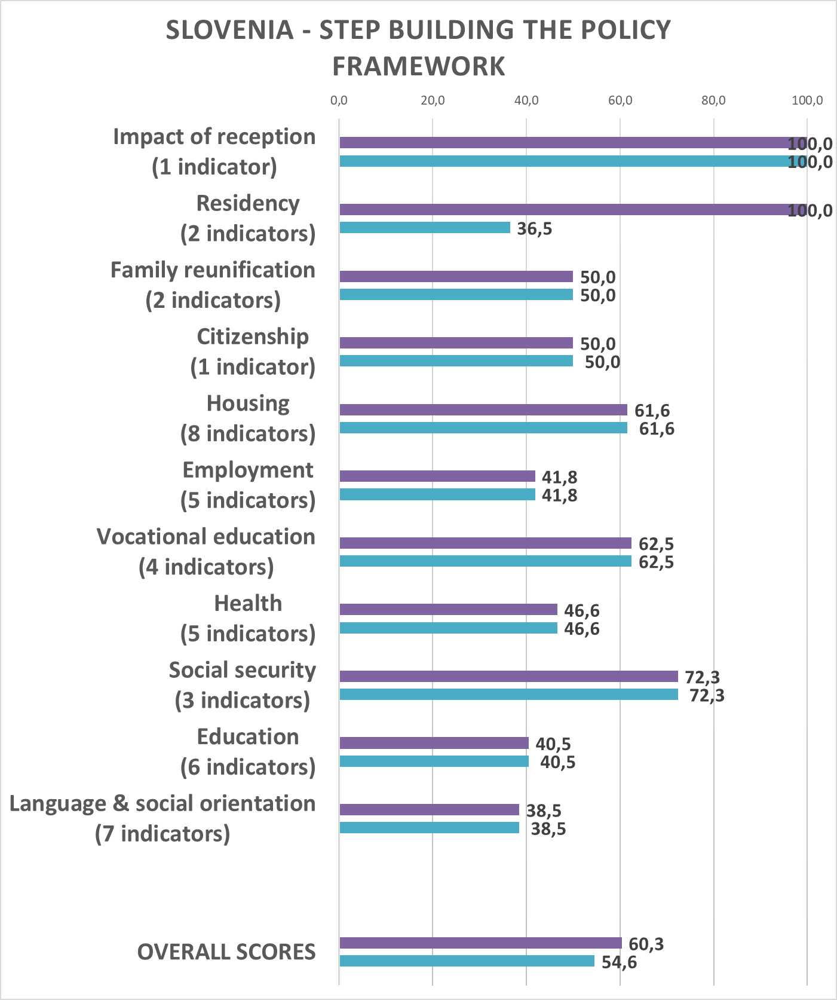 SLOVENIA - STEP BUILDING THE POLICY
FRAMEWORK
0,0 20,0 40,0 60,0 80,0 100,0
Impact of reception
(1 indicator)
100,0
100,0
Residency
(2 indicators)
100,0
36,5
Family reunification
(2 indicators)
50,0
50,0
Citizenship
(1 indicator)
50,0
50,0
Housing
(8 indicators)
61,6
61,6
Employment
(5 indicators)
41,8
41,8
Vocational education
(4 indicators)
62,5
62,5
Health
(5 indicators)
46,6
46,6
Social security
(3 indicators)
72,3
72,3
Education
(6 indicators)
40,5
40,5
Language & social orientation
(7 indicators)
38,5
38,5
OVERALL SCORES
60,3
54,6